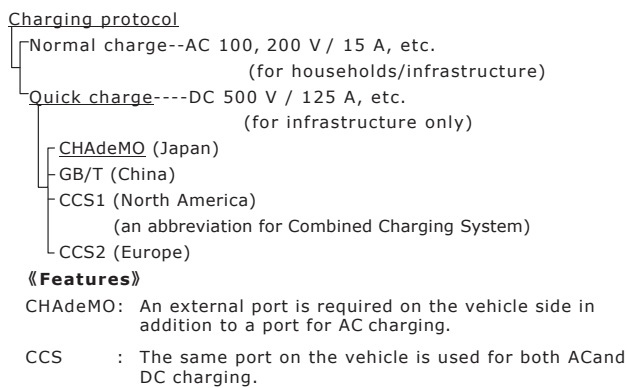 Charging protocol
Normal charge--AC 100, 200 V / 15 A, etc.
(for households/infrastructure)
Quick charge----DC 500 V / 125 A, etc.
(for infrastructure only)
CHAdeMO (Japan)
GB/T (China)
CCS1 (North America)
(an abbreviation for Combined Charging System)
CCS2 (Europe)
《Features》
CHAdeMO: An external port is required on the vehicle side in
addition to a port for AC charging.
CCS : The same port on the vehicle is used for both ACand
DC charging.